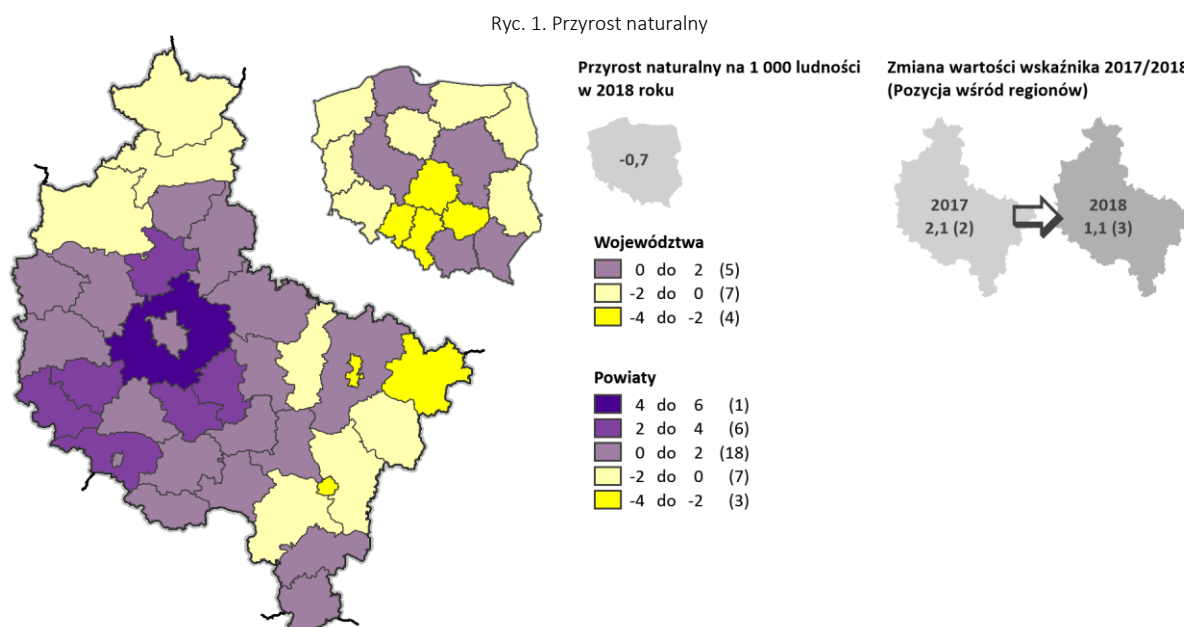 Ryc. 1. Przyrost naturalny
Przyrost naturalny na 1 000 ludności
w 2018 roku
-0,7
Zmiana wartości wskaźnika 2017/2018
(Pozycja wśród regionów)
2017
2,1 (2)
2018
1,1 (3)
Województwa
0 do 2 (5)
-2 do 0 (7)
-4 do -2 (4)
Powiaty
4 do 6 (1)
2 do 4 (6)
0 do 2 (18)
-2 do 0 (7)
-4 do -2 (3)